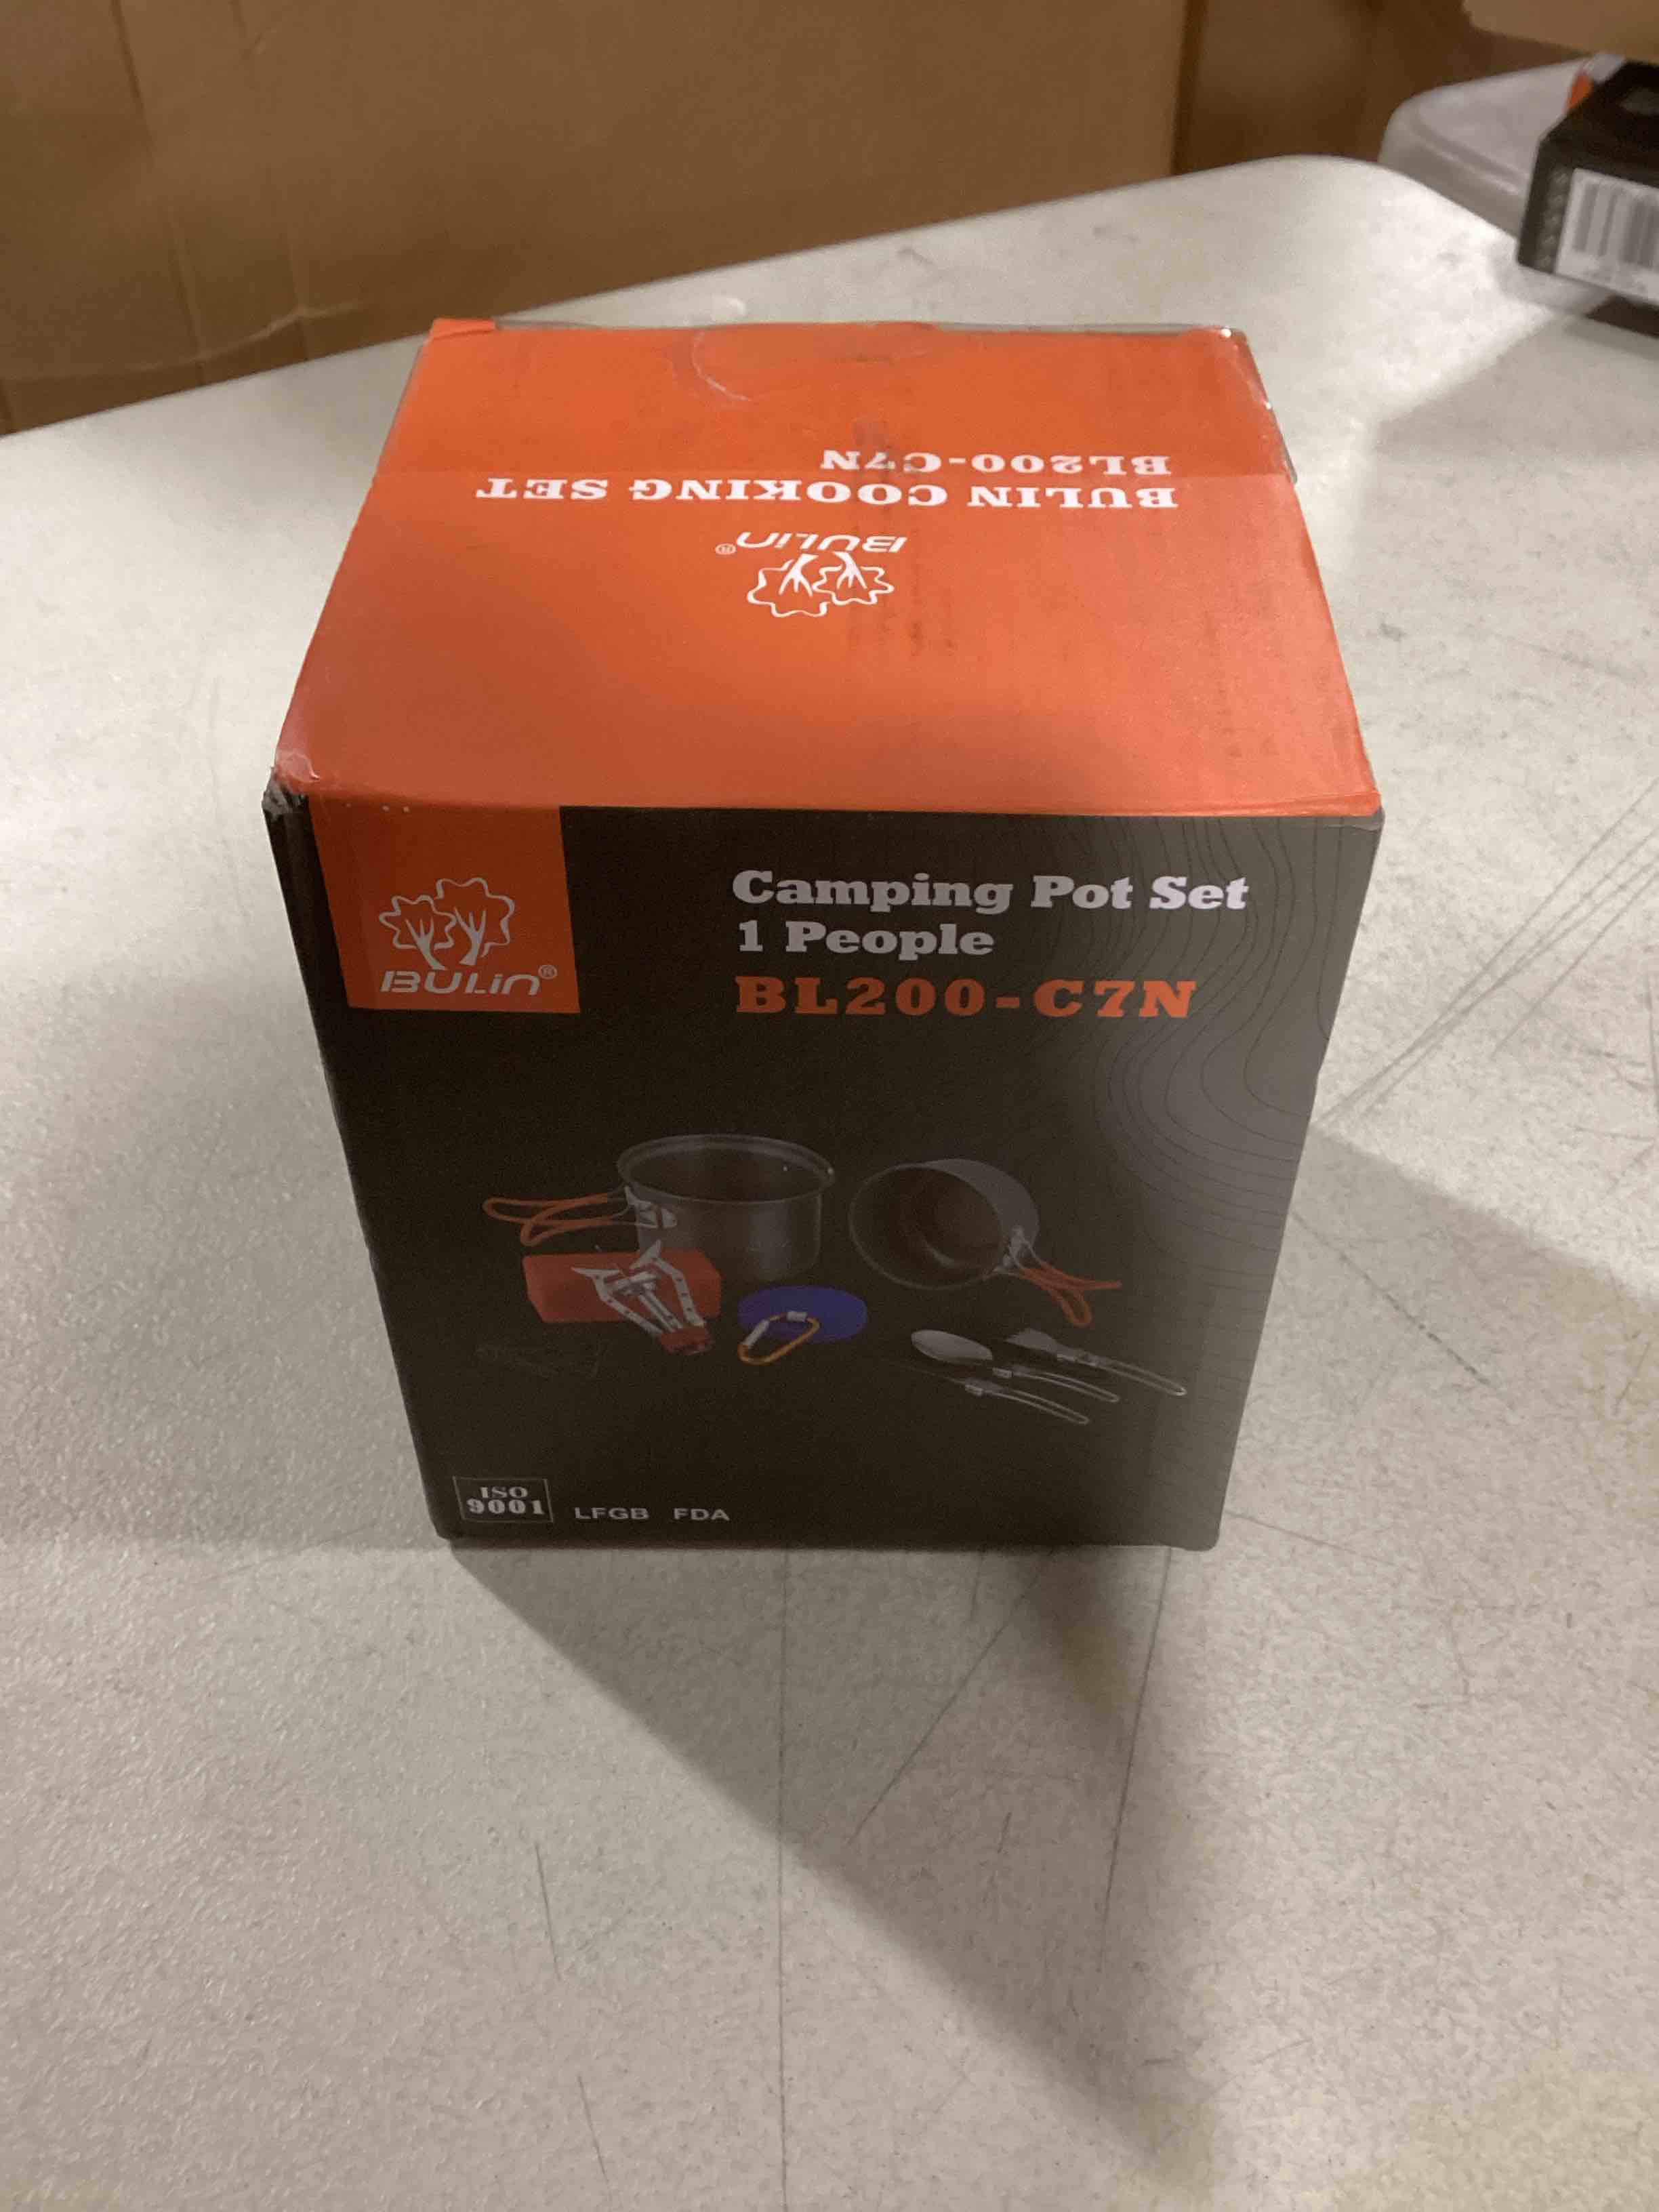 BL200-C7N
BULIN COOKING SET
BULin®
BULin®
Camping Pot Set
1 People
BL200-C7N
ISO
9001
LFGB FDA